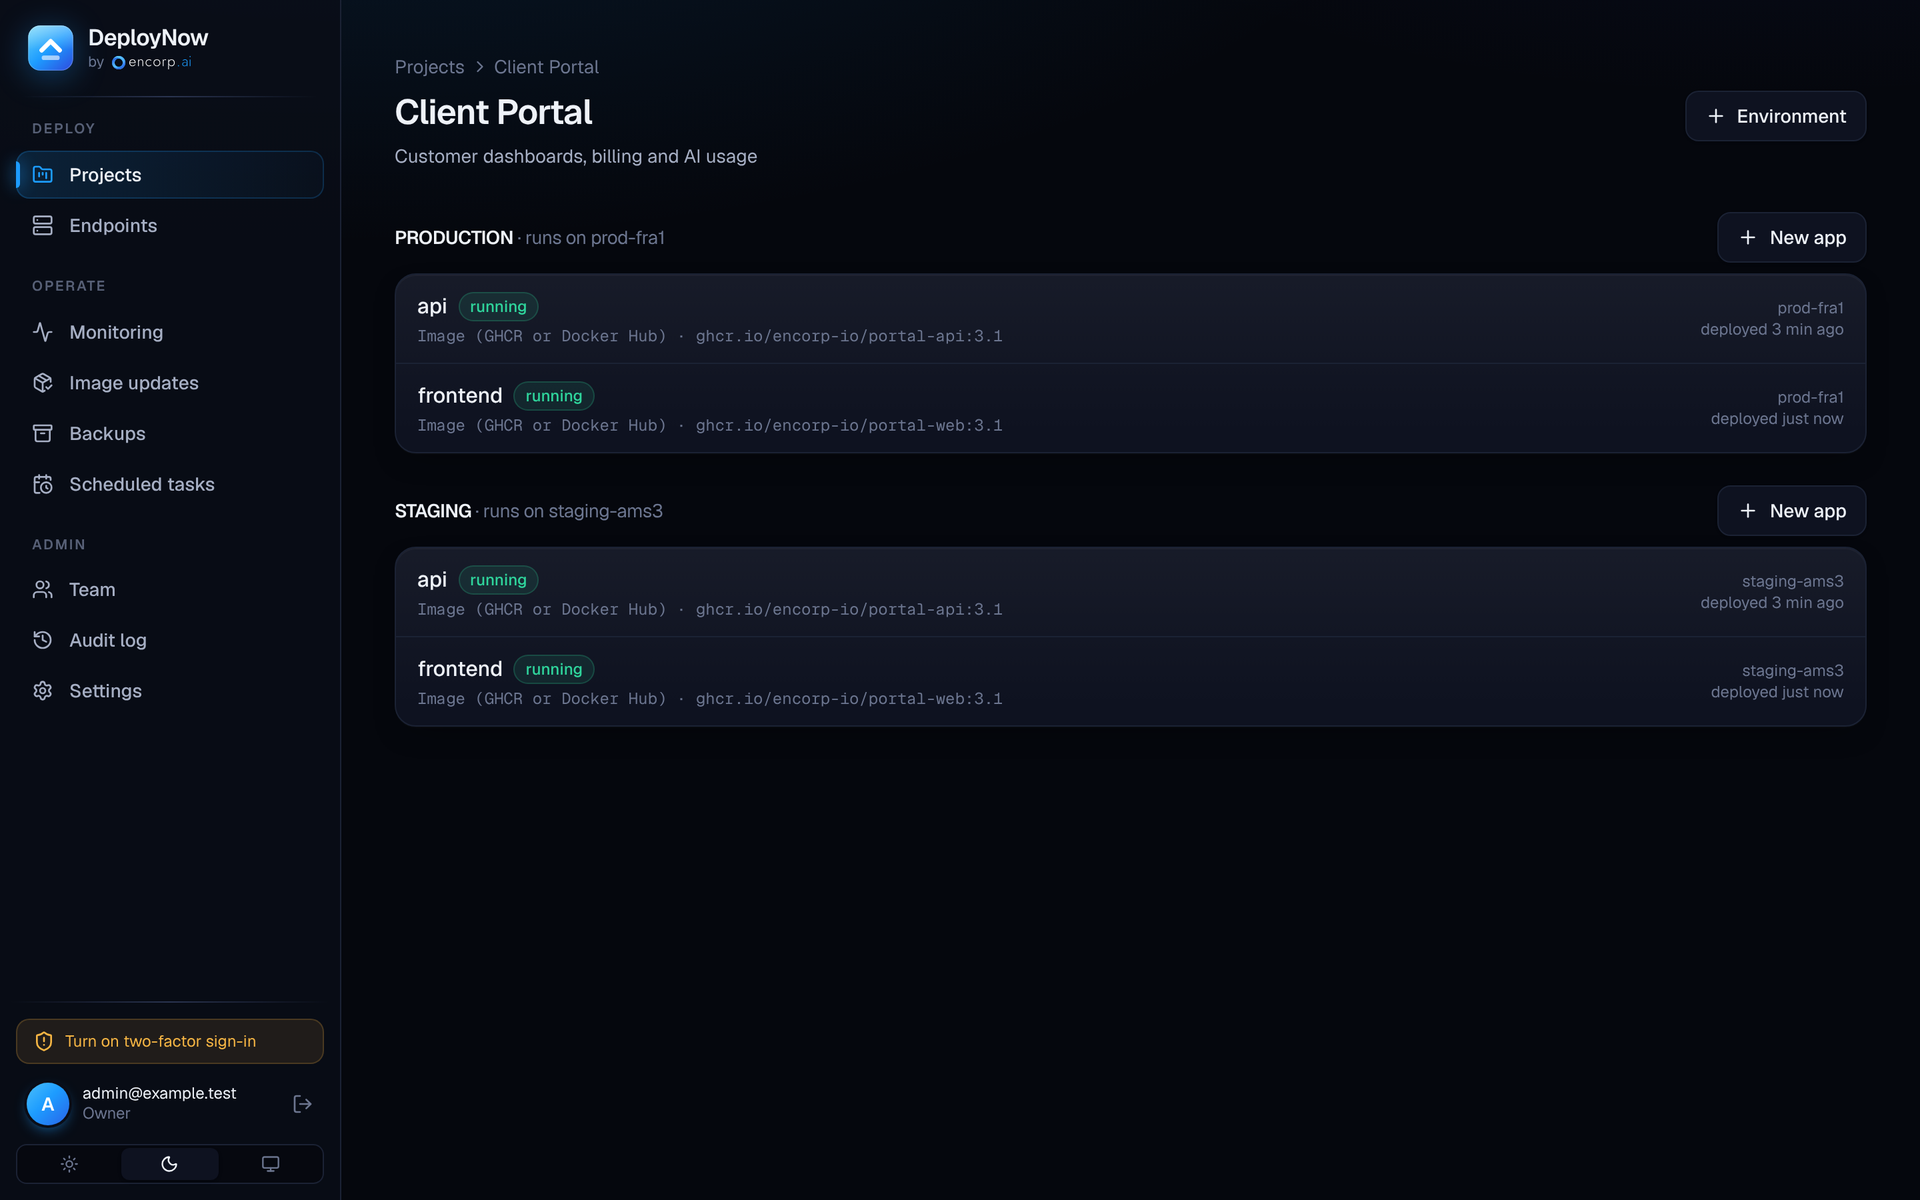 DeployNow
by encorp.ai
DEPLOY
Projects
Endpoints
OPERATE
Monitoring
Image updates
Backups
Scheduled tasks
ADMIN
Team
Audit log
Settings
Turn on two-factor sign-in
A
admin@example.test
Owner
Projects > Client Portal
Client Portal
Customer dashboards, billing and AI usage
+ Environment
PRODUCTION · runs on prod-fra1
+ New app
api running
Image (GHCR or Docker Hub) · ghcr.io/encorp-io/portal-api:3.1
prod-fra1
deployed 3 min ago
frontend running
Image (GHCR or Docker Hub) · ghcr.io/encorp-io/portal-web:3.1
prod-fra1
deployed just now
STAGING · runs on staging-ams3
+ New app
api running
Image (GHCR or Docker Hub) · ghcr.io/encorp-io/portal-api:3.1
staging-ams3
deployed 3 min ago
frontend running
Image (GHCR or Docker Hub) · ghcr.io/encorp-io/portal-web:3.1
staging-ams3
deployed just now